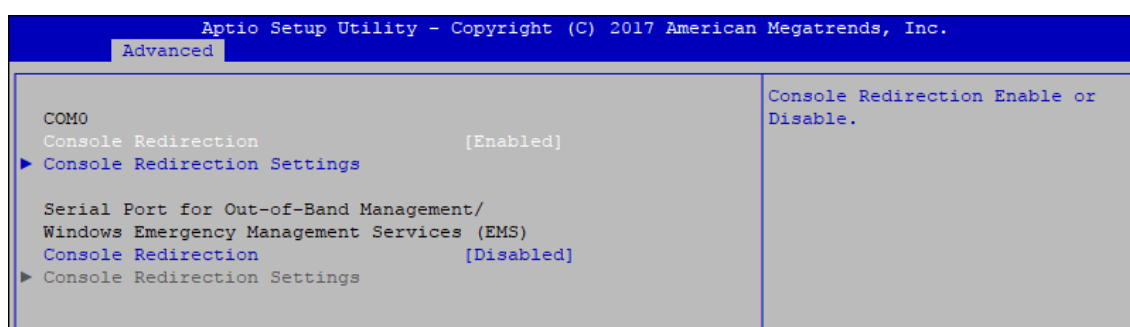 Aptio Setup Utility - Copyright (C) 2017 American Megatrends, Inc.
Advanced
COM0
Console Redirection [Enabled]
► Console Redirection Settings
Serial Port for Out-of-Band Management/
Windows Emergency Management Services (EMS)
Console Redirection [Disabled]
► Console Redirection Settings
Console Redirection Enable or
Disable.